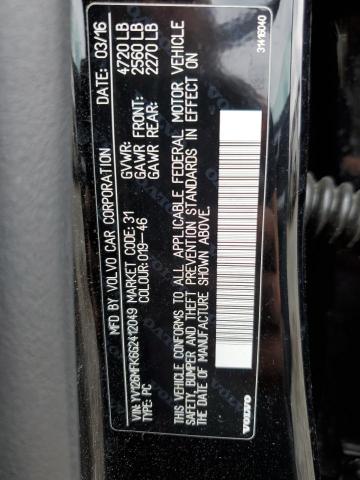 MFD BY VOLVO CAR CORPORATION DATE: 03/16
GVWR: 4720 LB
GAWR FRONT: 2560 LB
GAWR REAR: 2270 LB
VIN: YV126MFK6G2412049 MARKET CODE: 31
TYPE: PC COLOUR: 019-46
THIS VEHICLE CONFORMS TO ALL APPLICABLE FEDERAL MOTOR VEHICLE
SAFETY, BUMPER AND THEFT PREVENTION STANDARDS IN EFFECT ON
THE DATE OF MANUFACTURE SHOWN ABOVE.
VOLVO 31416040